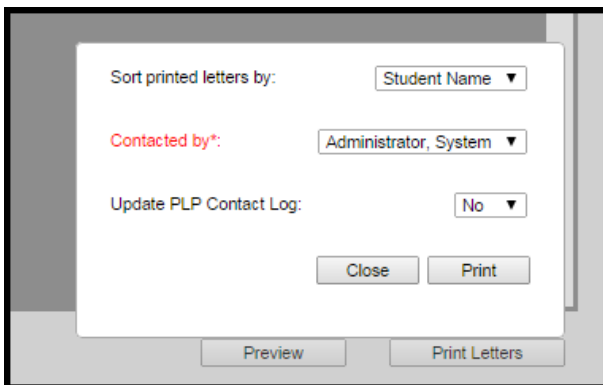 Sort printed letters by: Student Name
Contacted by*: Administrator, System
Update PLP Contact Log: No
Close Print
Preview Print Letters